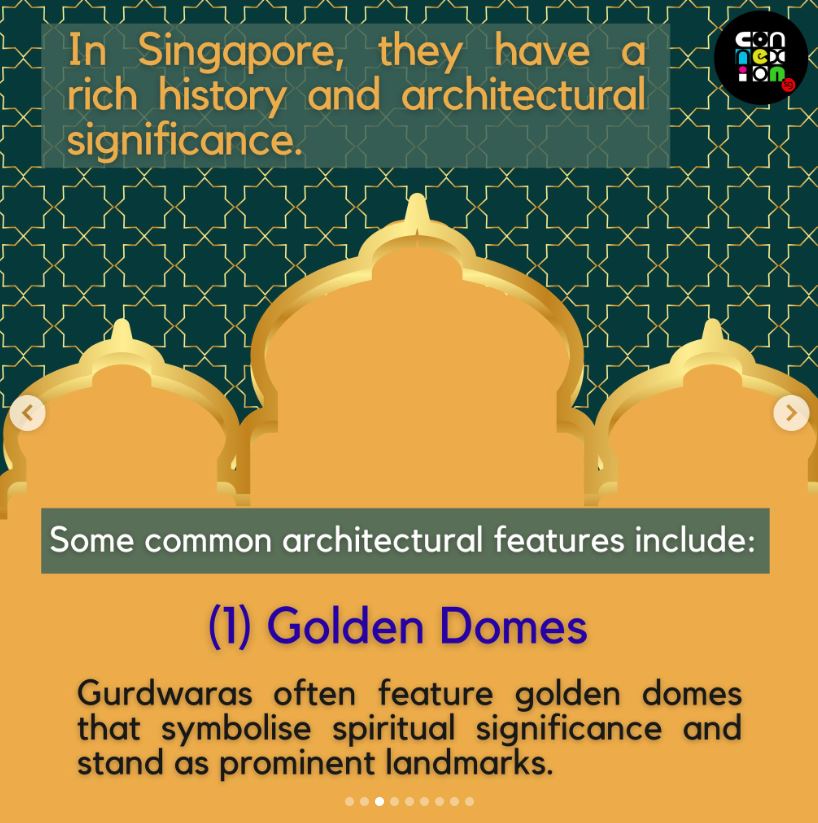 In Singapore, they have a
rich history and architectural
significance.
con
nex
ion
SG
Some common architectural features include:
(1) Golden Domes
Gurdwaras often feature golden domes
that symbolise spiritual significance and
stand as prominent landmarks.